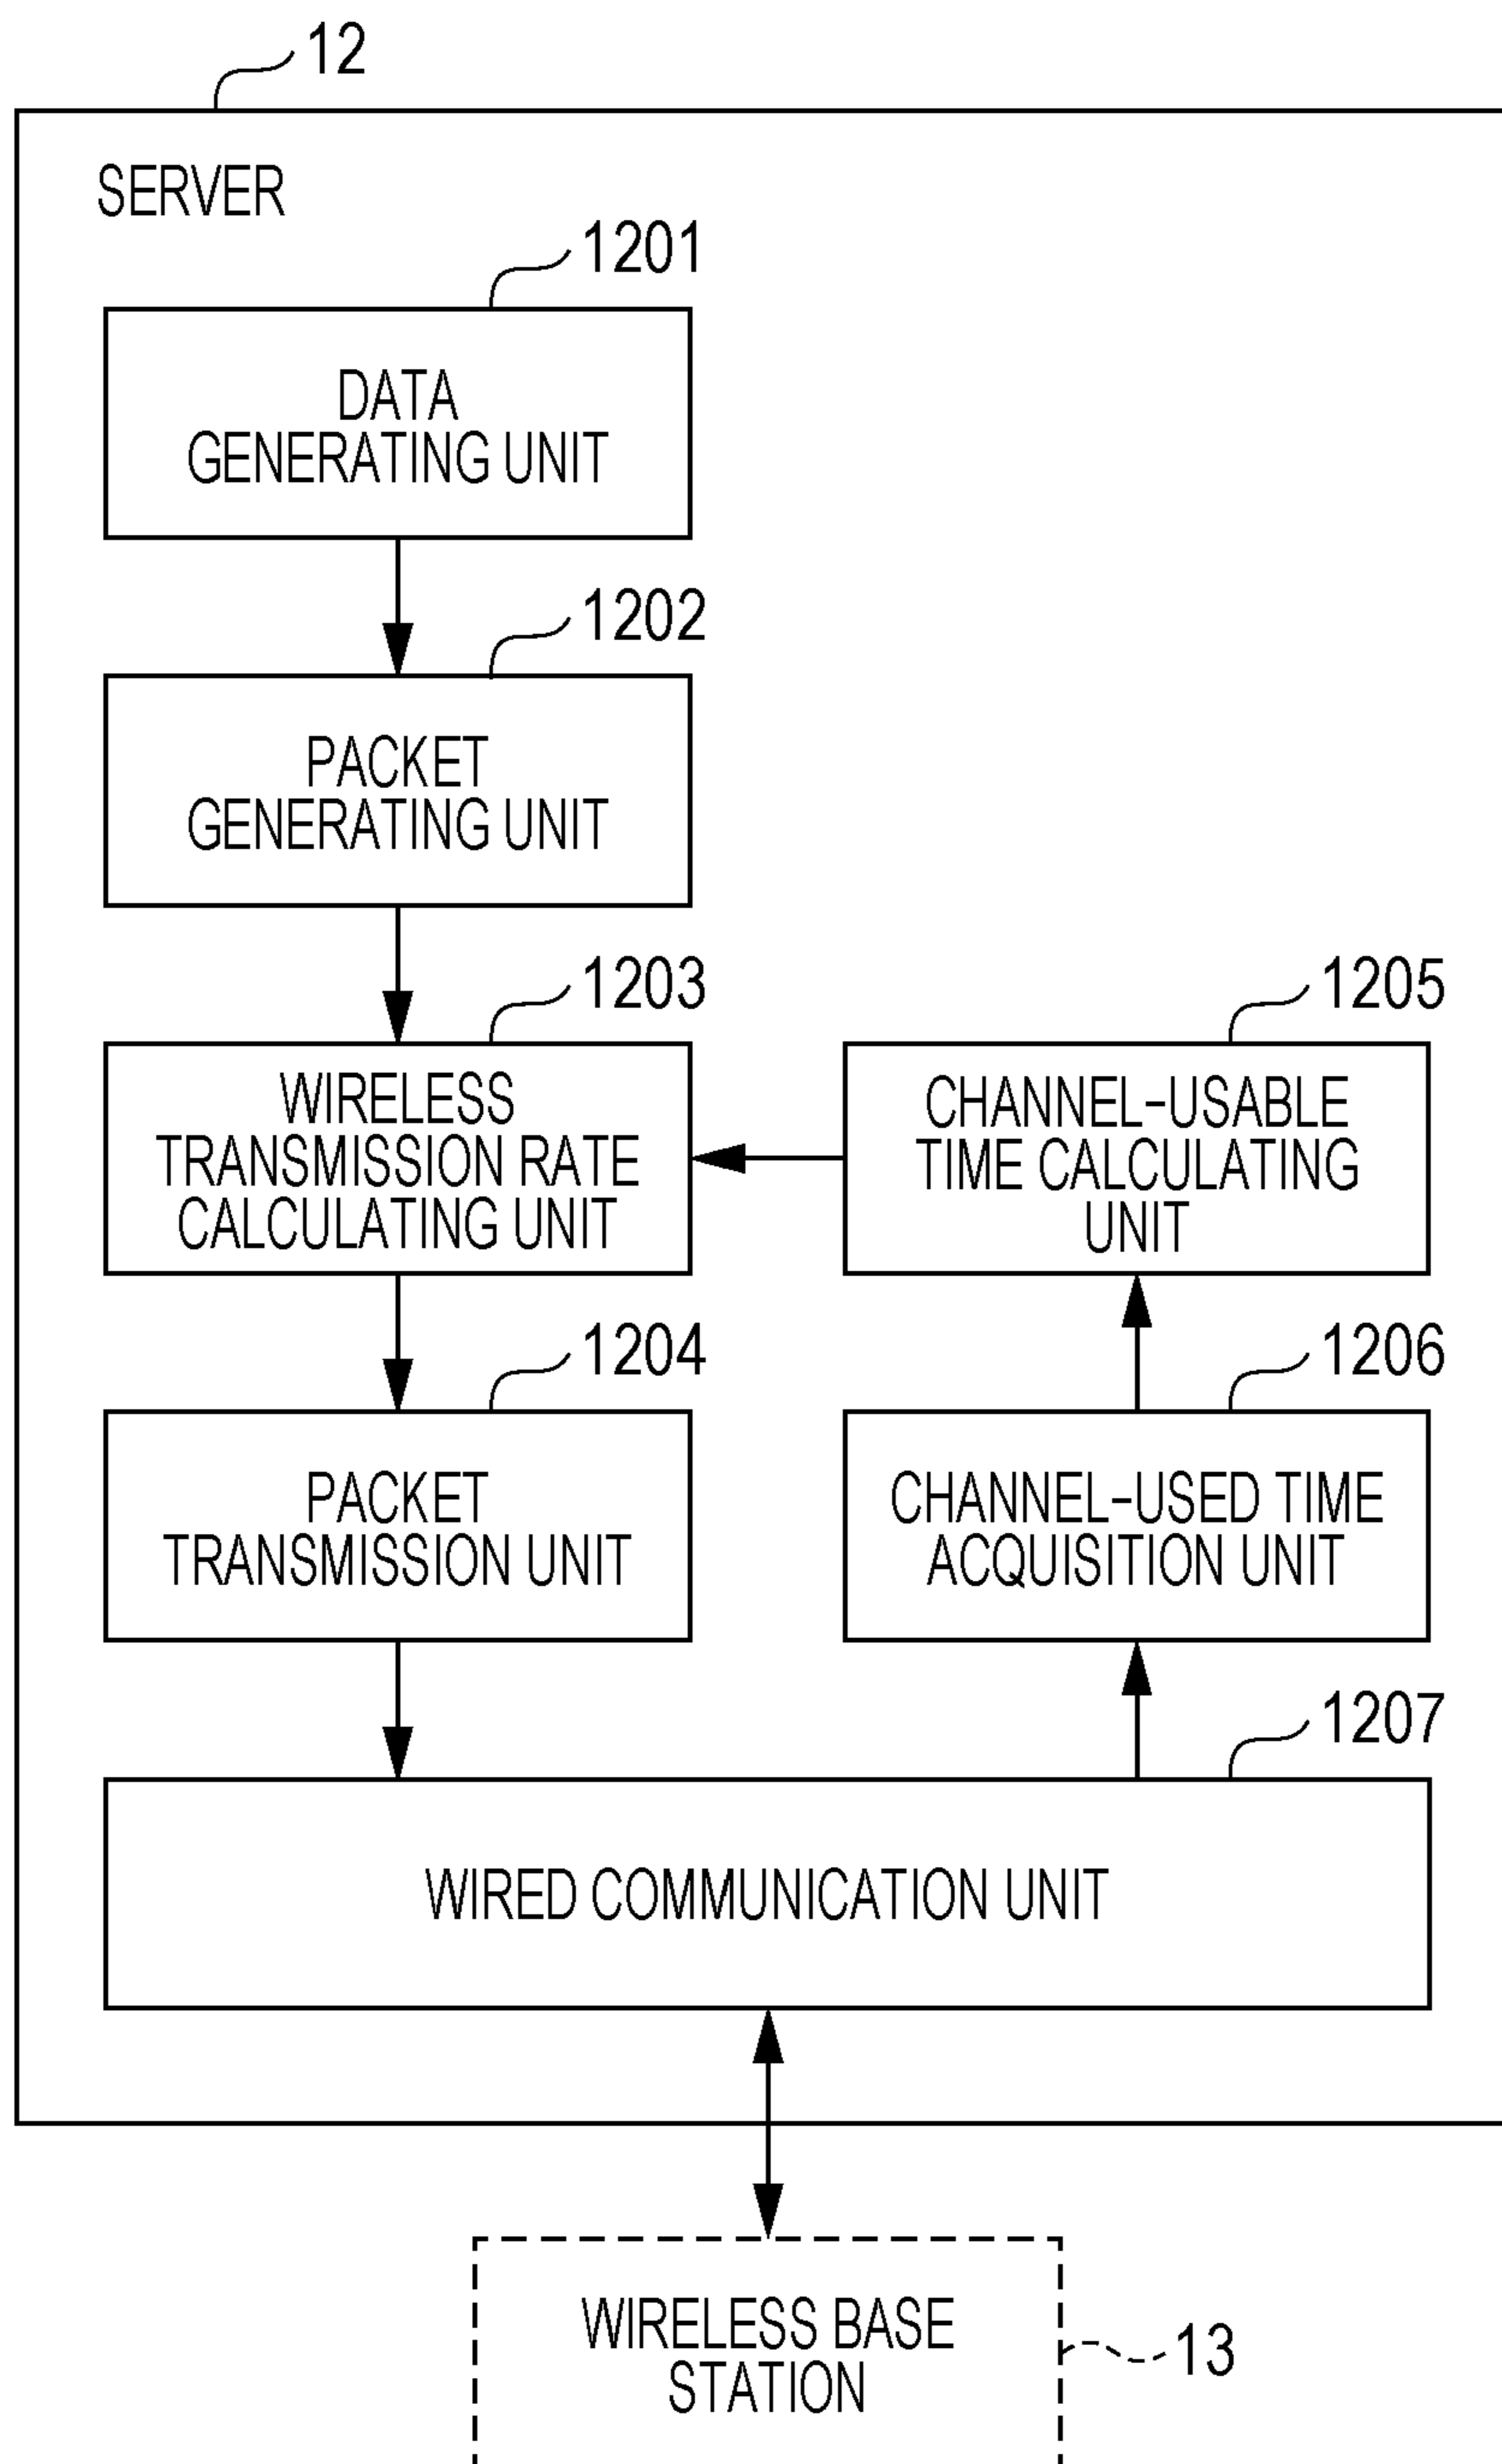 12
SERVER
1201
DATA
GENERATING UNIT
1202
PACKET
GENERATING UNIT
1203
WIRELESS
TRANSMISSION RATE
CALCULATING UNIT
1205
CHANNEL-USABLE
TIME CALCULATING
UNIT
1204
PACKET
TRANSMISSION UNIT
1206
CHANNEL-USED TIME
ACQUISITION UNIT
1207
WIRED COMMUNICATION UNIT
WIRELESS BASE
STATION
13